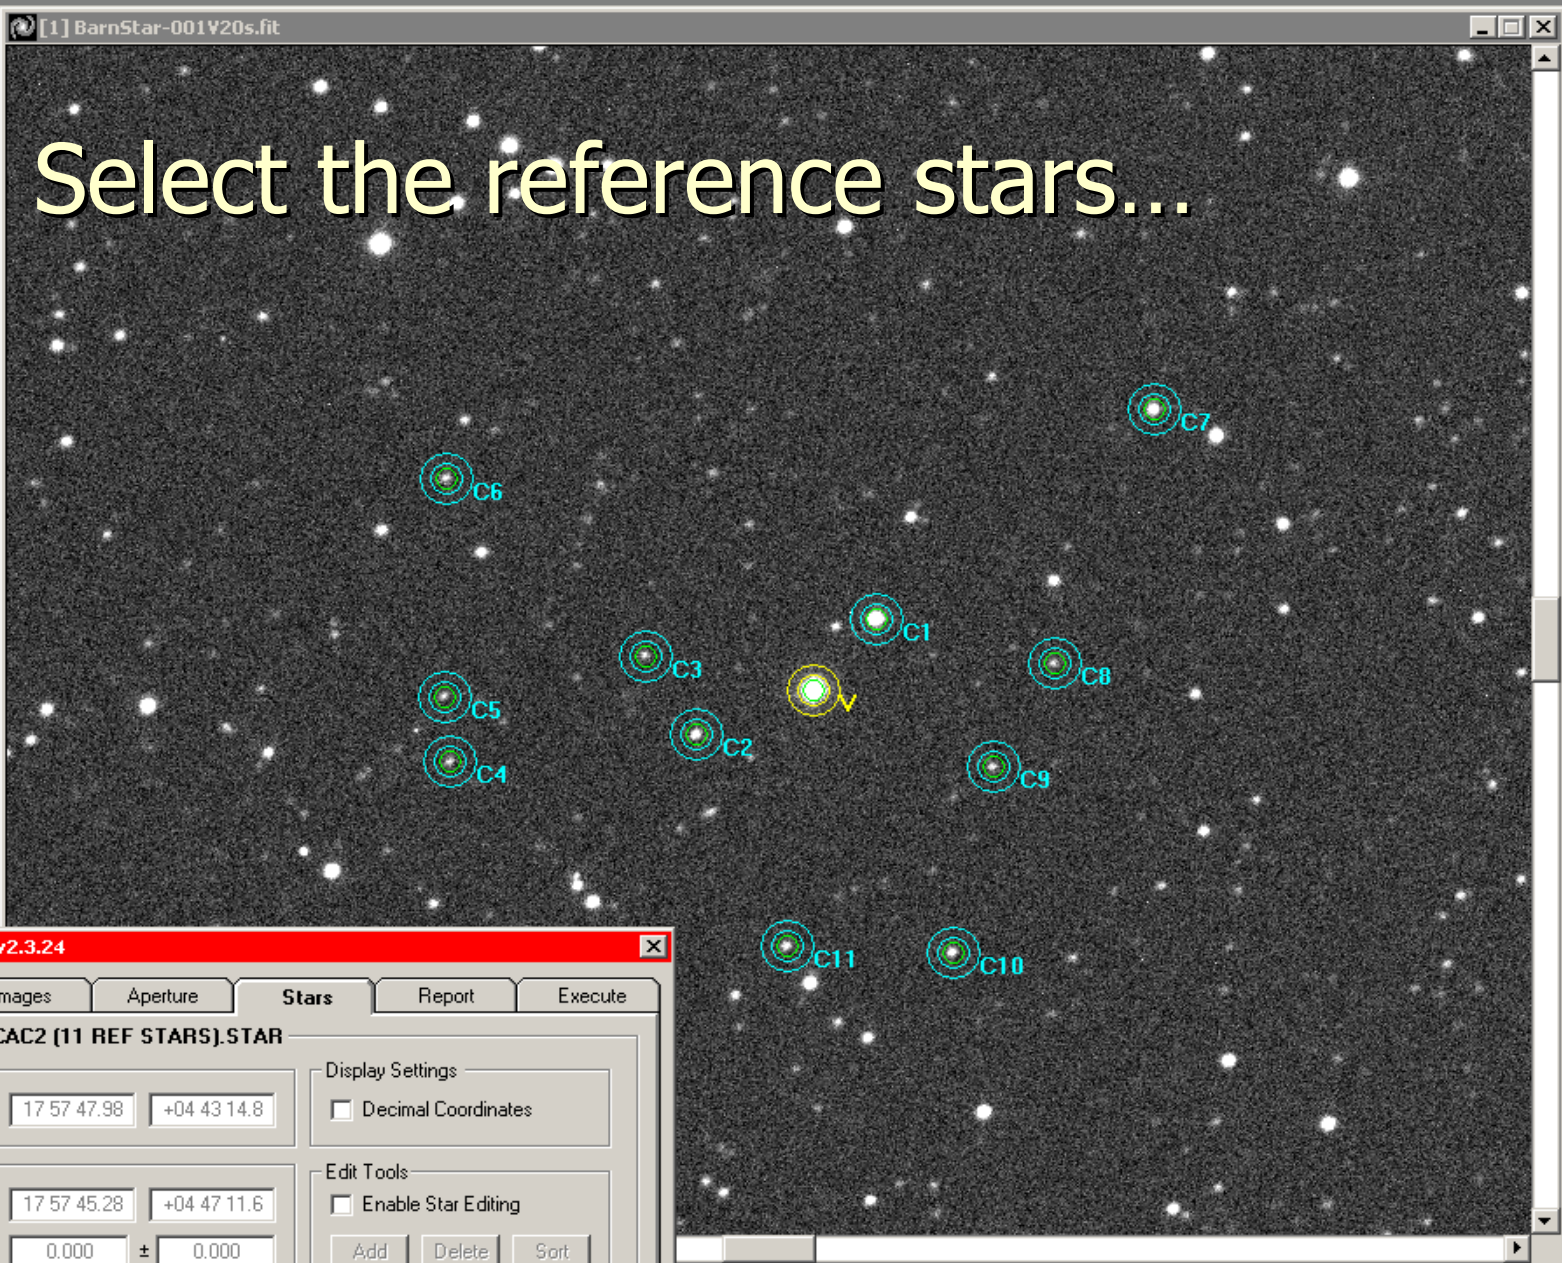 [1] BarnStar-001V20s.fit
Select the reference stars...
C7
C6
C1
C3
C8
C5
V
C2
C4
C9
C11
C10
v2.3.24
mages Aperture Stars Report Execute
CAC2 (11 REF STARS).STAR
Display Settings
17 57 47.98 +04 43 14.8 Decimal Coordinates
Edit Tools
17 57 45.28 +04 47 11.6 Enable Star Editing
0.000 ± 0.000 Add Delete Sort